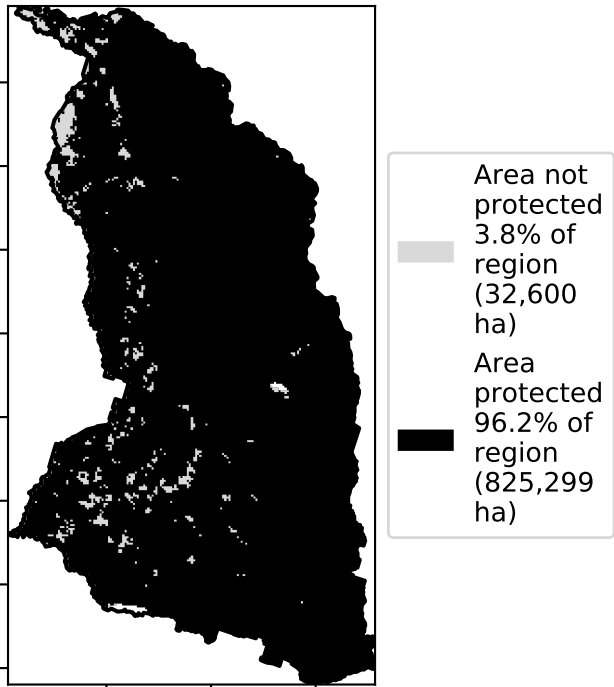 Area not
protected
3.8% of
region
(32,600
ha)
Area
protected
96.2% of
region
(825,299
ha)